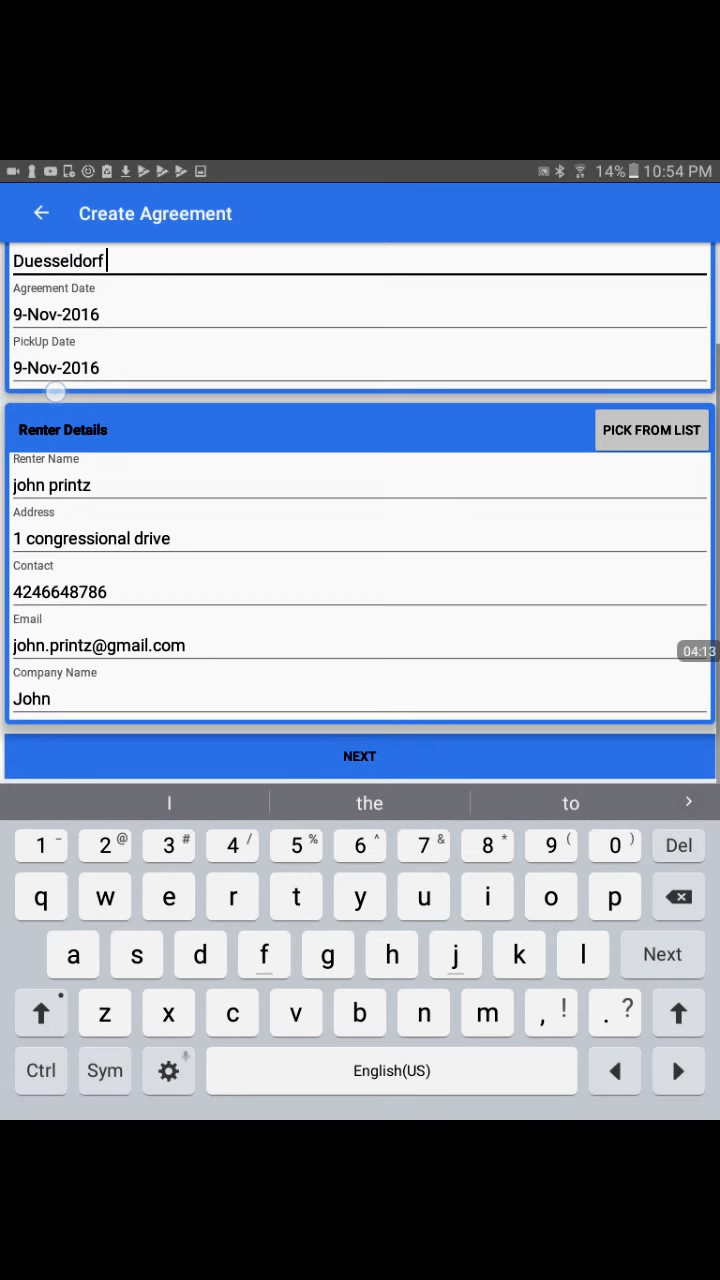 14% 10:54 PM
Create Agreement
Duesseldorf
Agreement Date
9-Nov-2016
PickUp Date
9-Nov-2016
Renter Details
PICK FROM LIST
Renter Name
john printz
Address
1 congressional drive
Contact
4246648786
Email
john.printz@gmail.com
04:13
Company Name
John
NEXT
I the to
1 - 2 @ 3 # 4 / 5 % 6 ^ 7 & 8 * 9 ( 0 ) Del
q w e r t y u i o p
a s d f g h j k l Next
z x c v b n m , ! . ?
Ctrl Sym English(US)